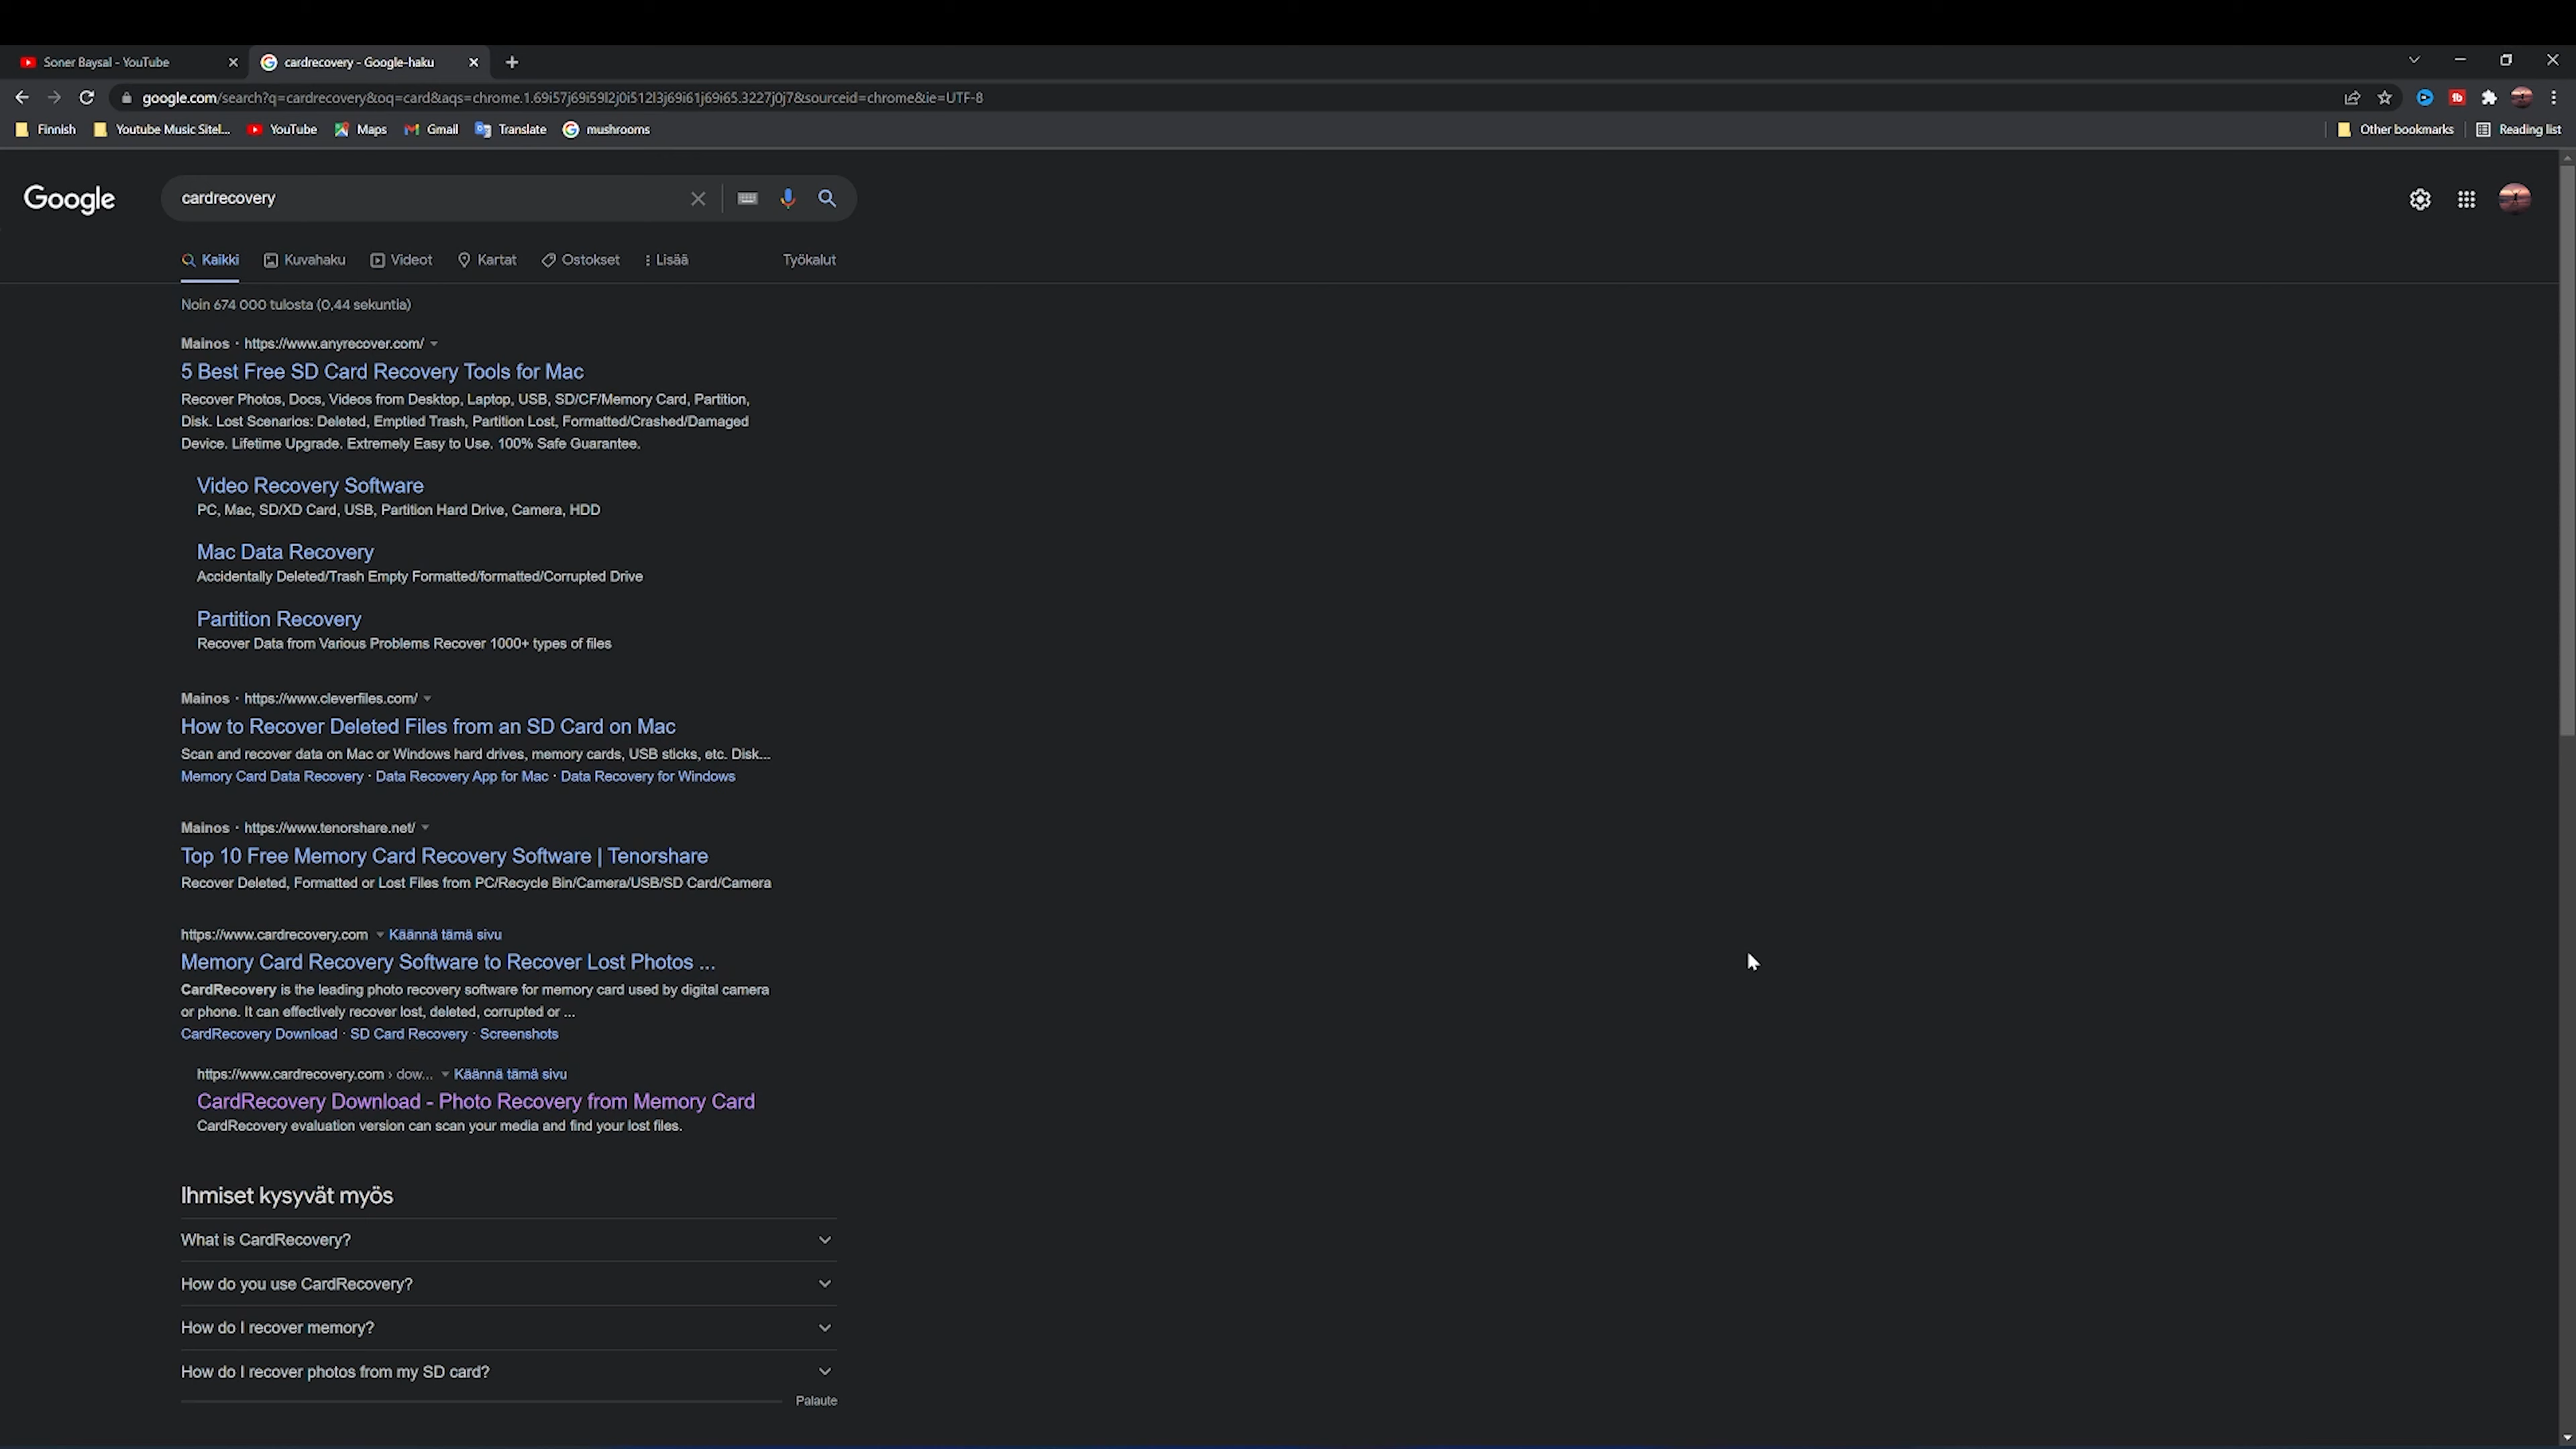 Soner Baysal - YouTube
cardrecovery - Google-haku
google.com/search?q=cardrecovery&oq=card&aqs=chrome.1.69i57j69i59l2j0i512l3j69i61j69i65.3227j0j7&sourceid=chrome&ie=UTF-8
Finnish Youtube Music Sitel... YouTube Maps Gmail Translate mushrooms Other bookmarks Reading list
Google cardrecovery
Kaikki Kuvahaku Videot Kartat Ostokset Lisää Työkalut
Noin 674 000 tulosta (0,44 sekuntia)
Mainos · https://www.anyrecover.com/
5 Best Free SD Card Recovery Tools for Mac
Recover Photos, Docs, Videos from Desktop, Laptop, USB, SD/CF/Memory Card, Partition,
Disk. Lost Scenarios: Deleted, Emptied Trash, Partition Lost, Formatted/Crashed/Damaged
Device. Lifetime Upgrade. Extremely Easy to Use. 100% Safe Guarantee.
Video Recovery Software
PC, Mac, SD/XD Card, USB, Partition Hard Drive, Camera, HDD
Mac Data Recovery
Accidentally Deleted/Trash Empty Formatted/formatted/Corrupted Drive
Partition Recovery
Recover Data from Various Problems Recover 1000+ types of files
Mainos · https://www.cleverfiles.com/
How to Recover Deleted Files from an SD Card on Mac
Scan and recover data on Mac or Windows hard drives, memory cards, USB sticks, etc. Disk...
Memory Card Data Recovery · Data Recovery App for Mac · Data Recovery for Windows
Mainos · https://www.tenorshare.net/
Top 10 Free Memory Card Recovery Software | Tenorshare
Recover Deleted, Formatted or Lost Files from PC/Recycle Bin/Camera/USB/SD Card/Camera
https://www.cardrecovery.com Käännä tämä sivu
Memory Card Recovery Software to Recover Lost Photos ...
CardRecovery is the leading photo recovery software for memory card used by digital camera
or phone. It can effectively recover lost, deleted, corrupted or ...
CardRecovery Download · SD Card Recovery · Screenshots
https://www.cardrecovery.com › dow... Käännä tämä sivu
CardRecovery Download - Photo Recovery from Memory Card
CardRecovery evaluation version can scan your media and find your lost files.
Ihmiset kysyvät myös
What is CardRecovery?
How do you use CardRecovery?
How do I recover memory?
How do I recover photos from my SD card?
Palaute